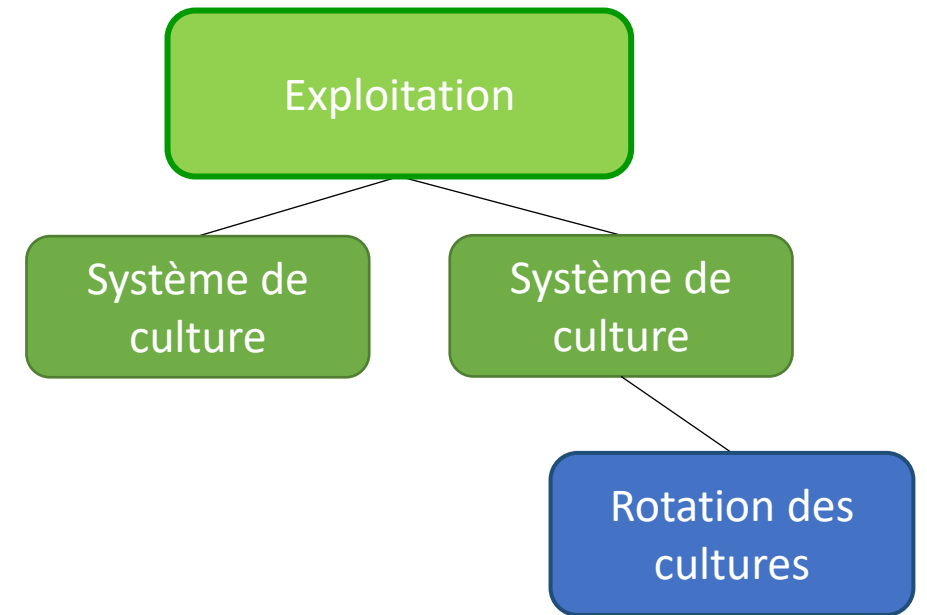 Exploitation
Système de
culture
Système de
culture
Rotation des
cultures